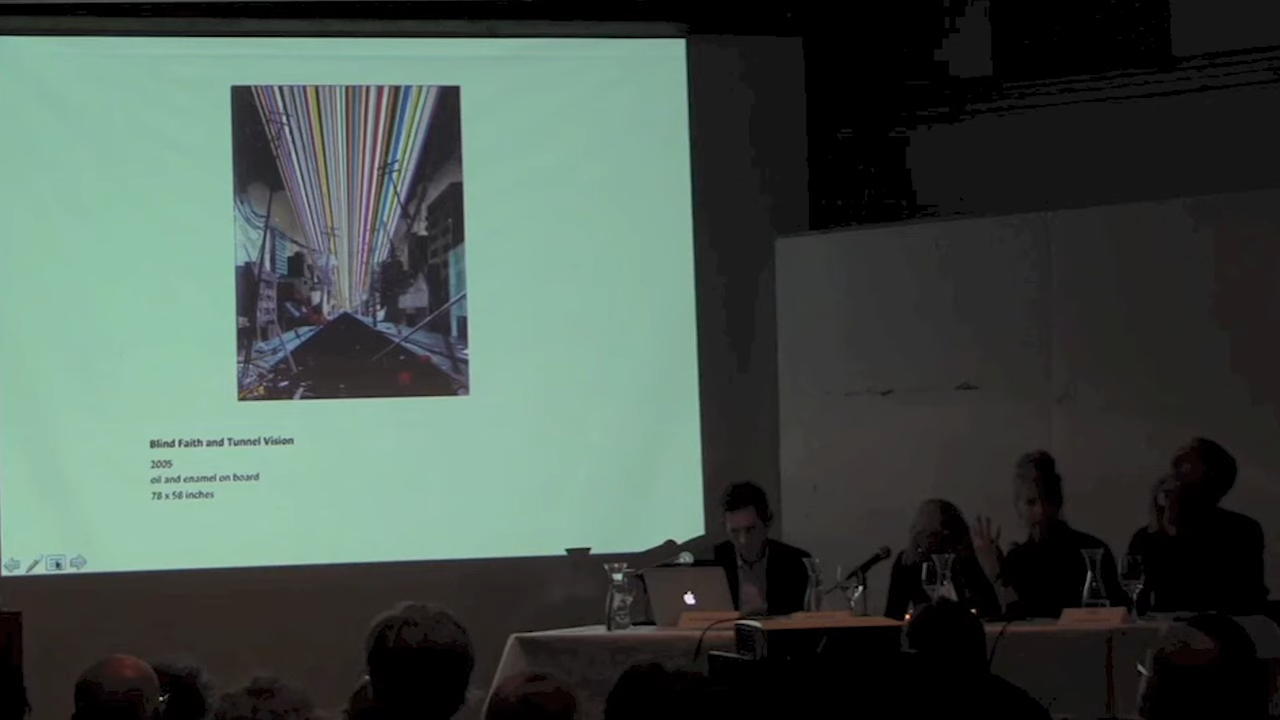 Blind Faith and Tunnel Vision
2005
oil and enamel on board
78 x 58 inches